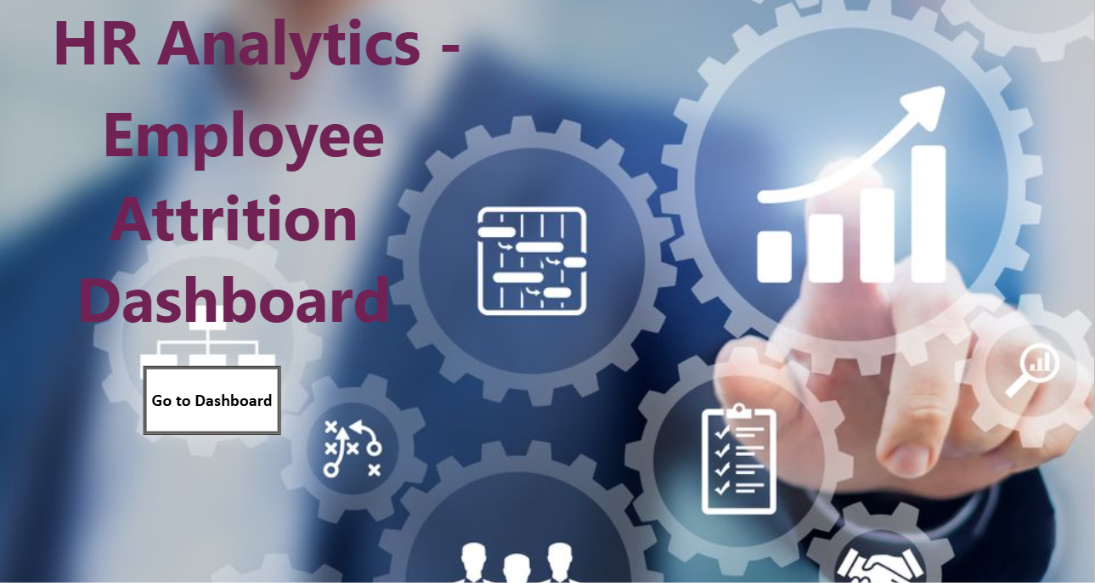 HR Analytics -
Employee
Attrition
Dashboard
Go to Dashboard